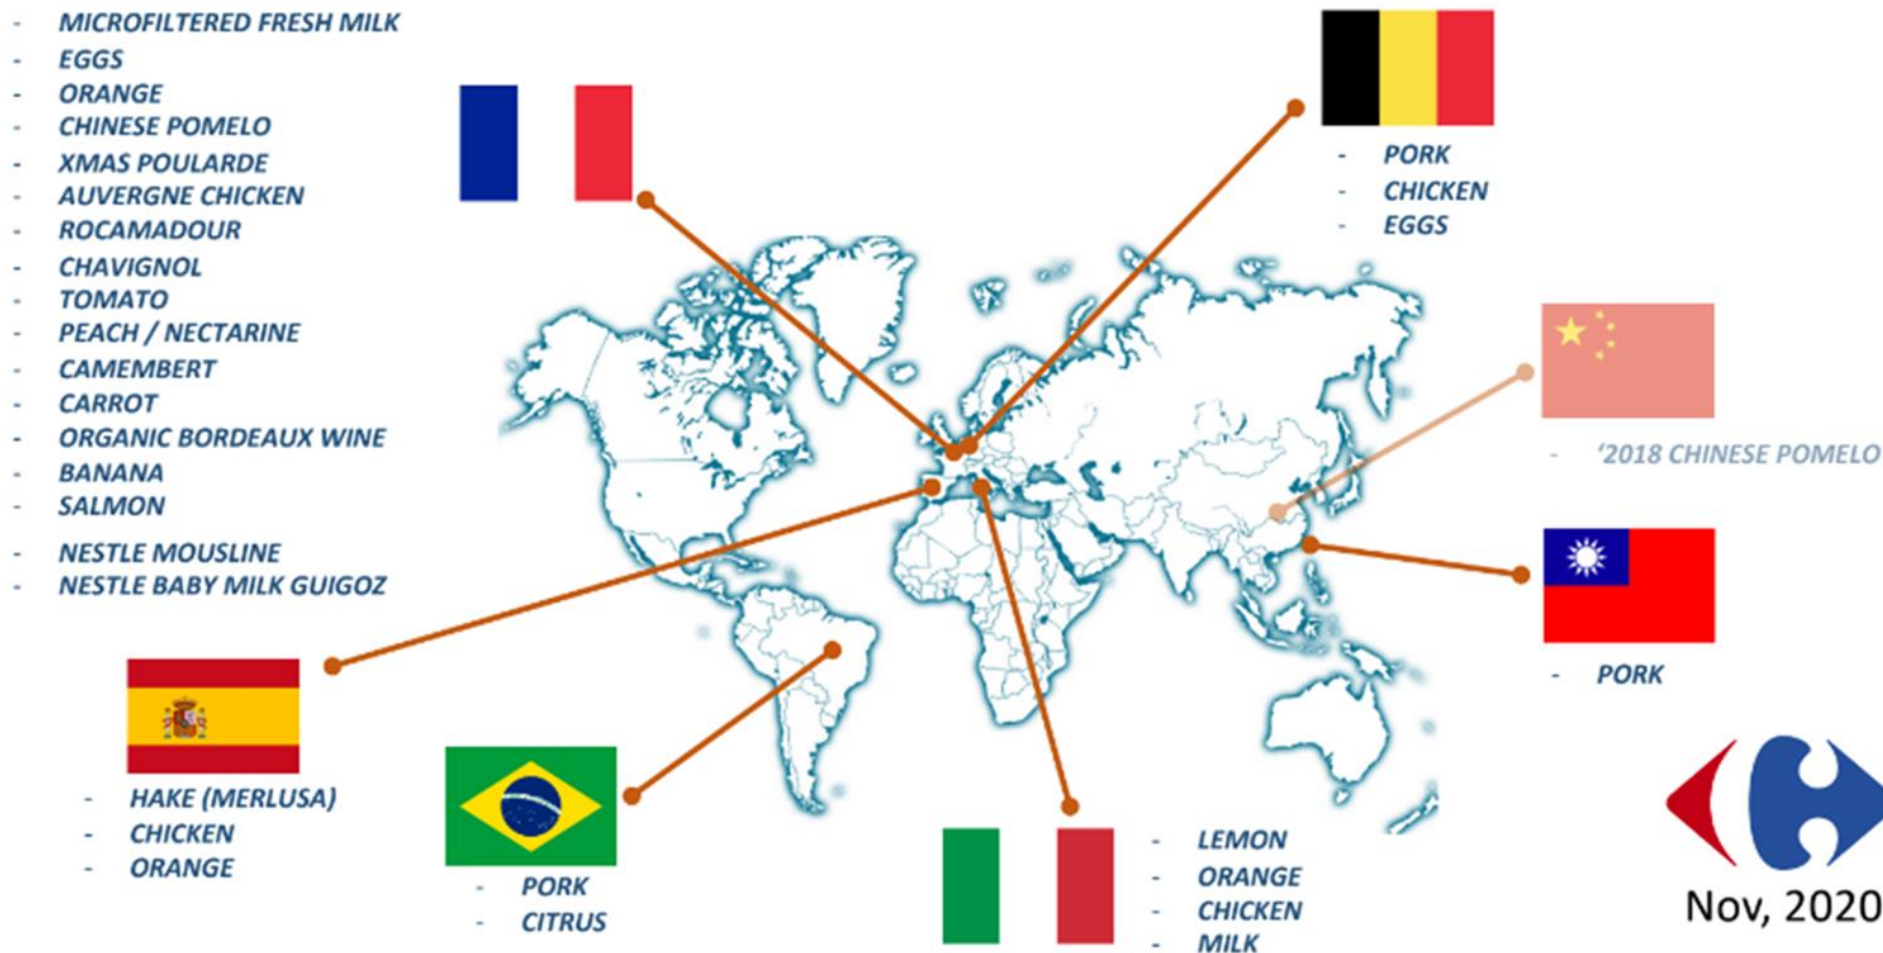 - MICROFILTERED FRESH MILK
- EGGS
- ORANGE
- CHINESE POMELO
- XMAS POULARDE
- AUVERGNE CHICKEN
- ROCAMADOUR
- CHAVIGNOL
- TOMATO
- PEACH / NECTARINE
- CAMEMBERT
- CARROT
- ORGANIC BORDEAUX WINE
- BANANA
- SALMON
- NESTLE MOUSLINE
- NESTLE BABY MILK GUIGOZ
- PORK
- CHICKEN
- EGGS
- ‘2018 CHINESE POMELO
- PORK
- HAKE (MERLUSA)
- CHICKEN
- ORANGE
- PORK
- CITRUS
- LEMON
- ORANGE
- CHICKEN
- MILK
Nov, 2020